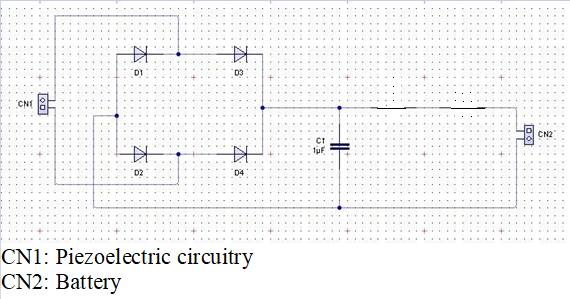 D1
D3
CN1
C1
1µF
CN2
D2
D4
CN1: Piezoelectric circuitry
CN2: Battery